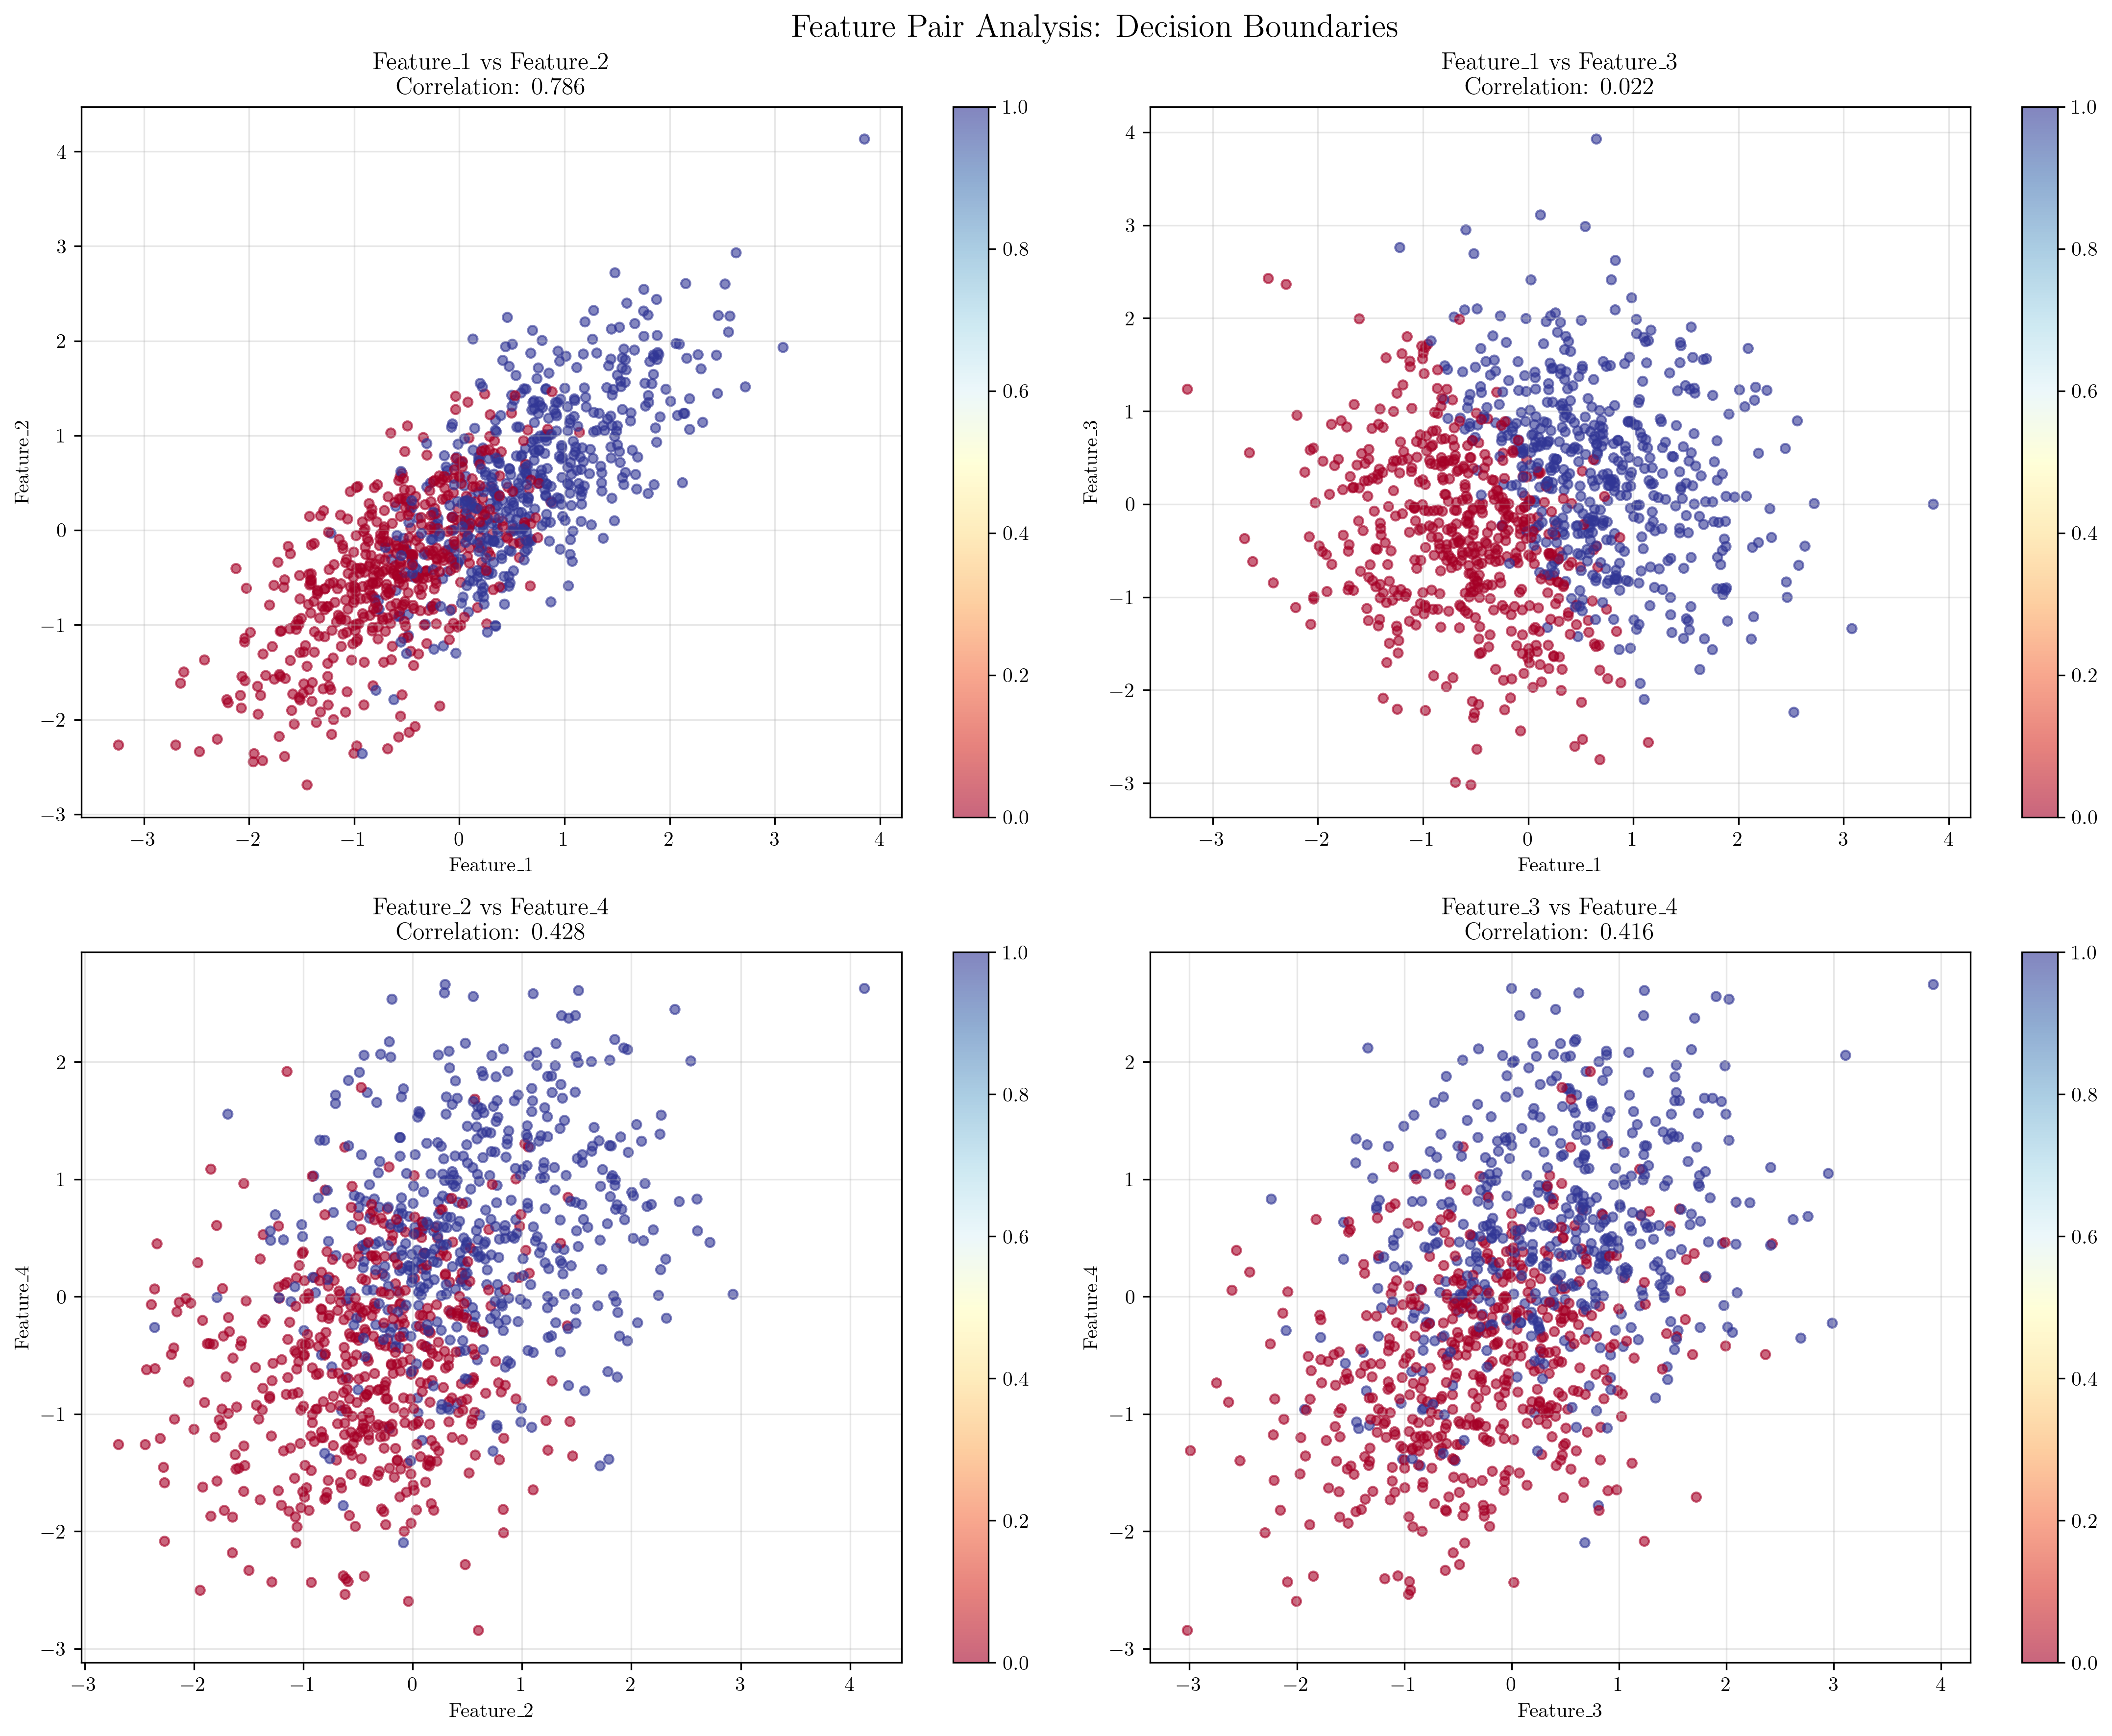 Feature Pair Analysis: Decision Boundaries
Feature_1 vs Feature_2
Correlation: 0.786
4
3
2
1
0
−1
−2
−3
−3 −2 −1 0 1 2 3 4
Feature_2
Feature_1
1.0
0.8
0.6
0.4
0.2
0.0
Feature_1 vs Feature_3
Correlation: 0.022
4
3
2
1
0
−1
−2
−3
−3 −2 −1 0 1 2 3 4
Feature_3
Feature_1
1.0
0.8
0.6
0.4
0.2
0.0
Feature_2 vs Feature_4
Correlation: 0.428
2
1
0
−1
−2
−3
−3 −2 −1 0 1 2 3 4
Feature_4
Feature_2
1.0
0.8
0.6
0.4
0.2
0.0
Feature_3 vs Feature_4
Correlation: 0.416
2
1
0
−1
−2
−3
−3 −2 −1 0 1 2 3 4
Feature_4
Feature_3
1.0
0.8
0.6
0.4
0.2
0.0